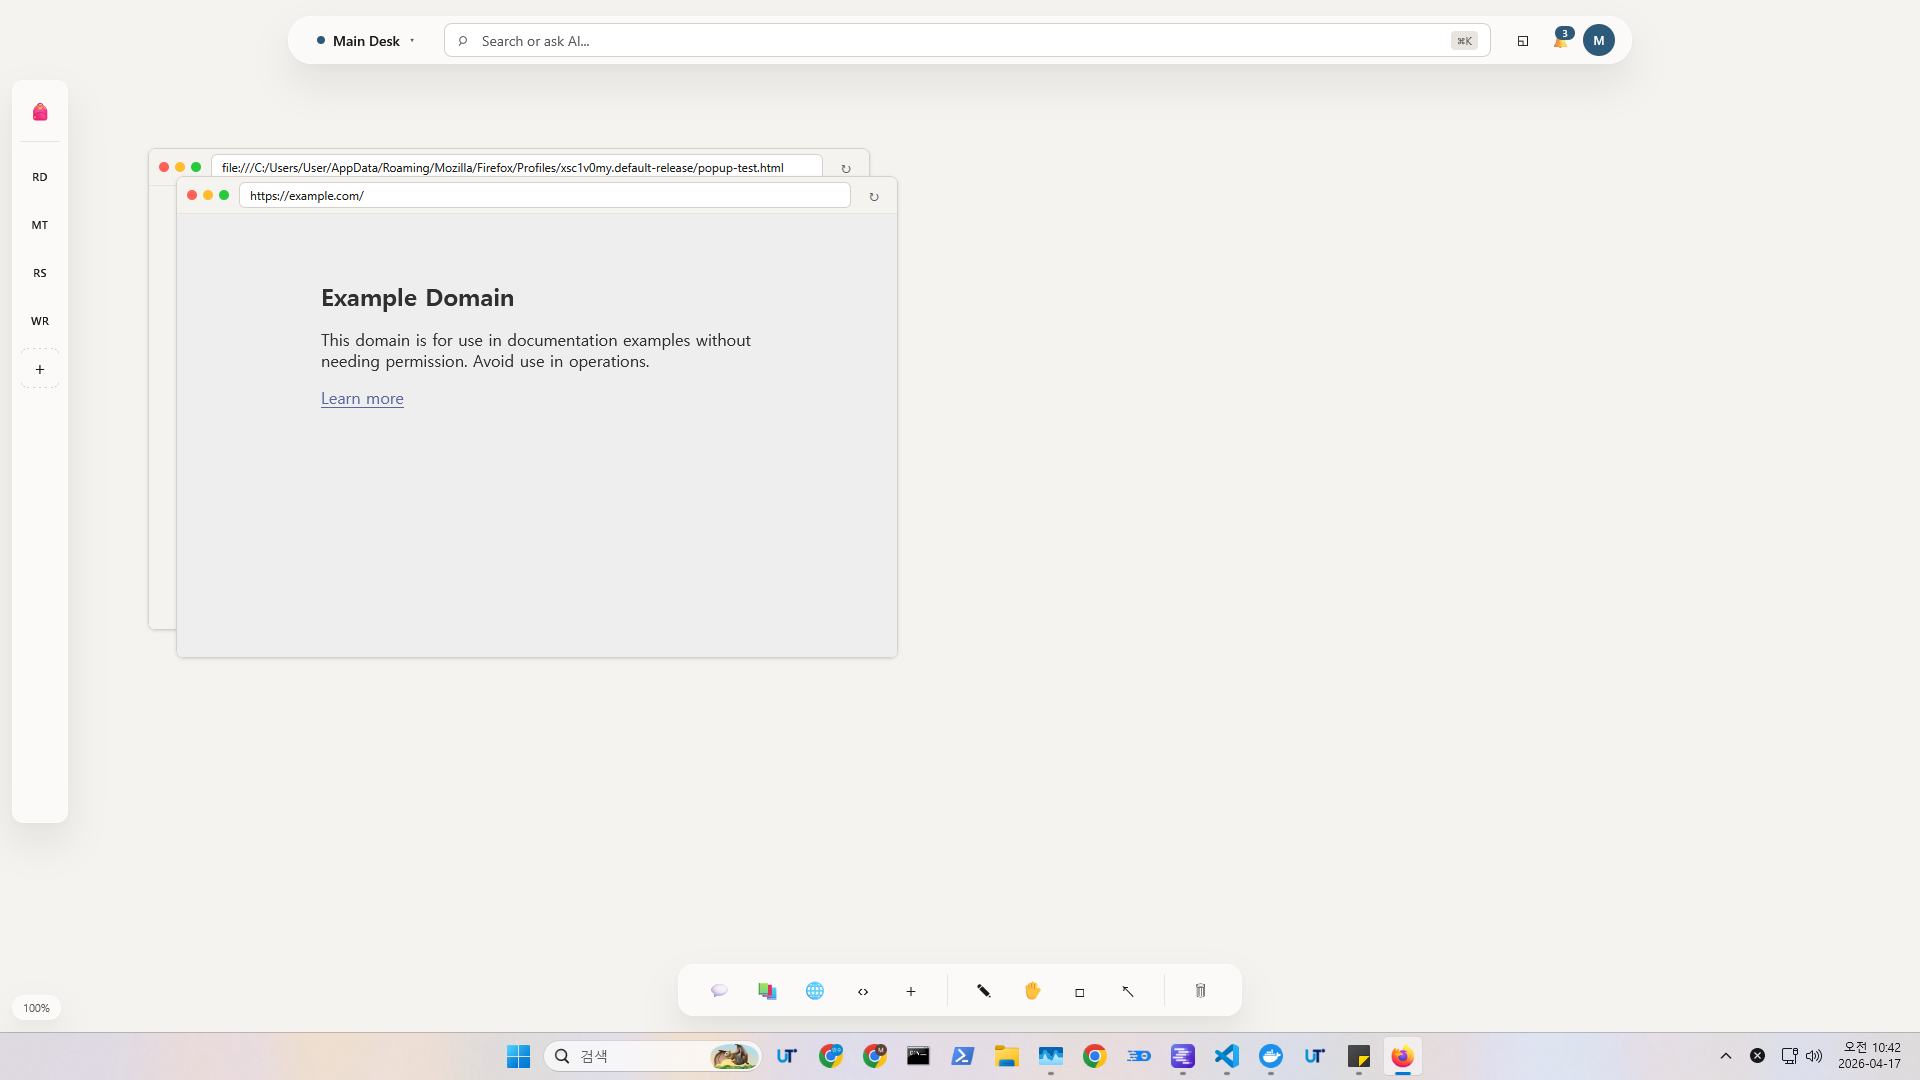 Main Desk
Search or ask AI...
⌘K
3
M
RD
MT
RS
WR
+
file:///C:/Users/User/AppData/Roaming/Mozilla/Firefox/Profiles/xsc1v0my.default-release/popup-test.html
https://example.com/
Example Domain
This domain is for use in documentation examples without
needing permission. Avoid use in operations.
Learn more
100%
검색
오전 10:42
2026-04-17